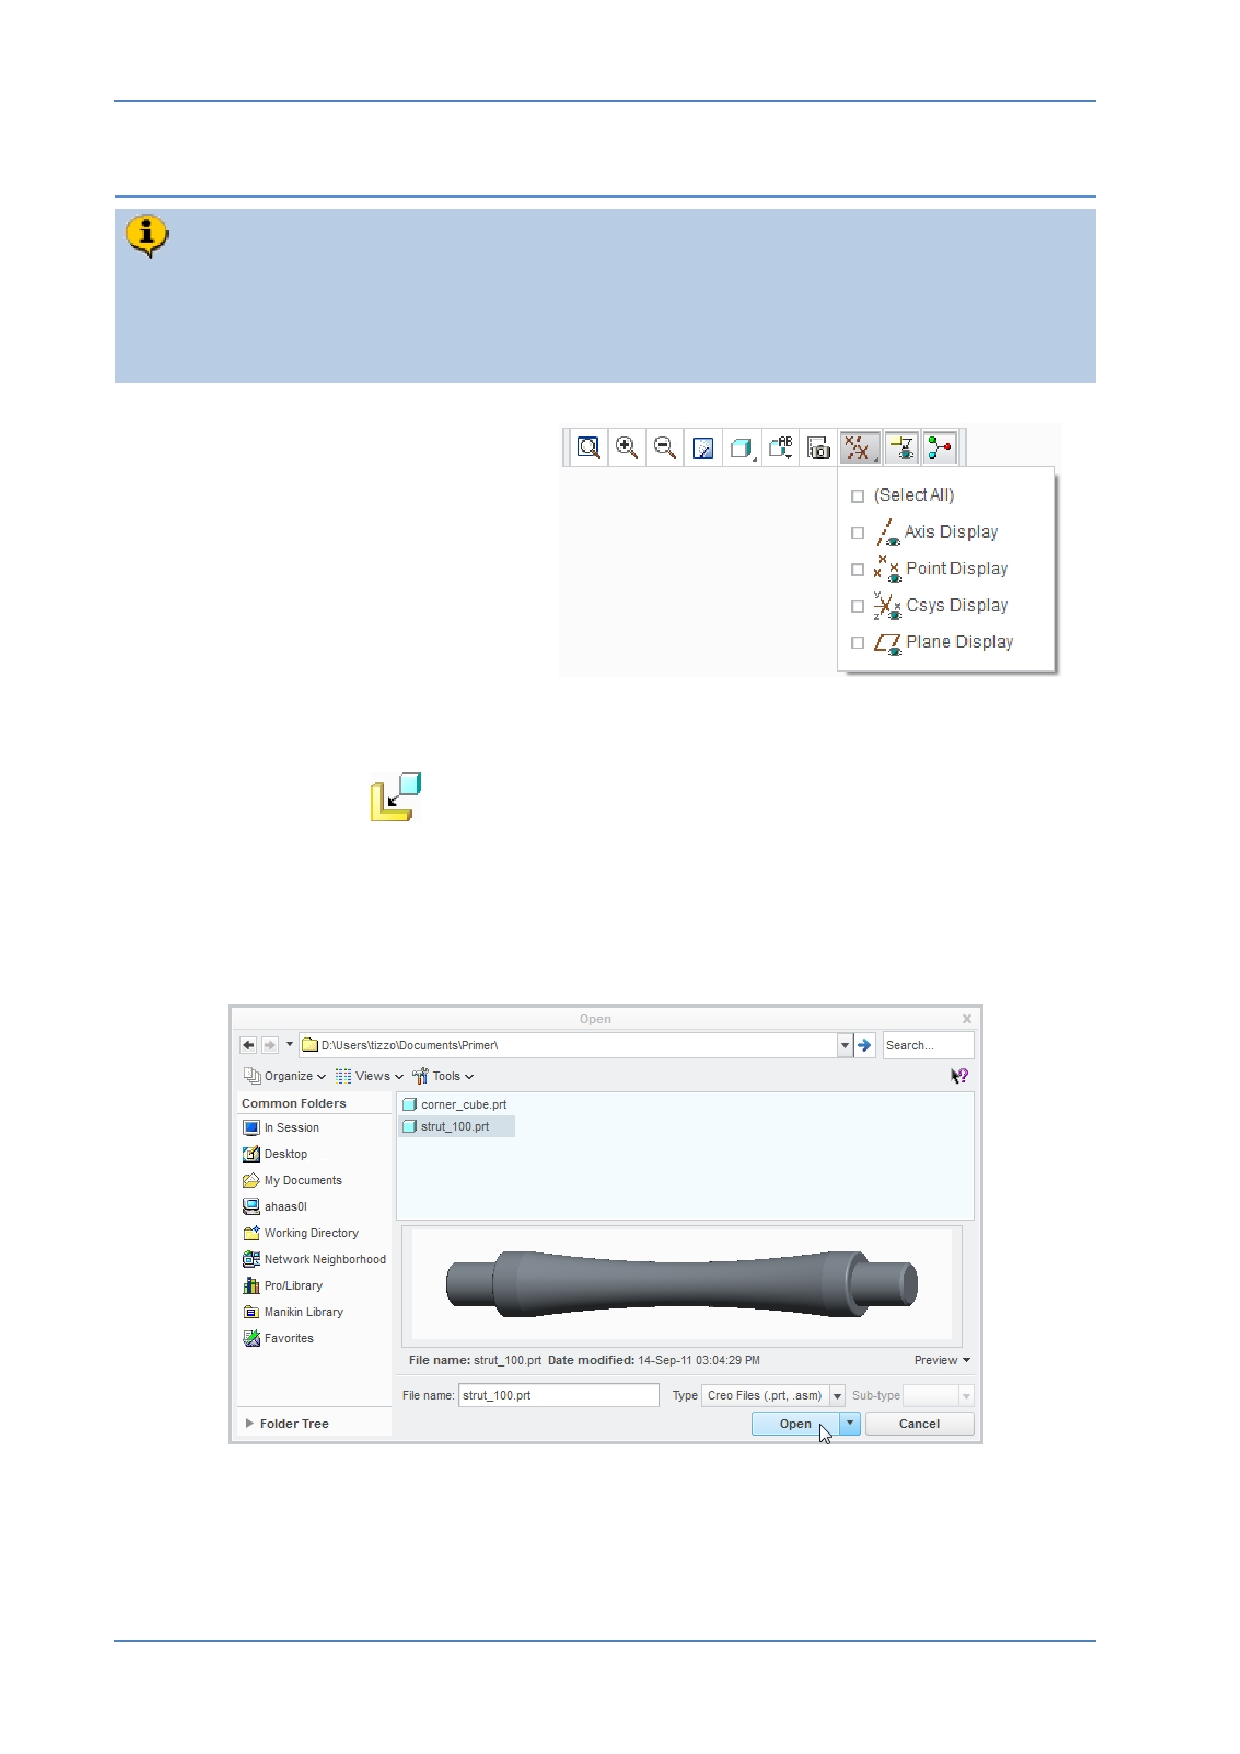 AB
(Select All)
Axis Display
Point Display
Csys Display
Plane Display
Open
D:\Users\tizzo\Documents\Primer\
Search...
Organize
Views
Tools
Common Folders
In Session
Desktop
My Documents
ahaas0l
Working Directory
Network Neighborhood
Pro/Library
Manikin Library
Favorites
Folder Tree
corner_cube.prt
strut_100.prt
File name: strut_100.prt Date modified: 14-Sep-11 03:04:29 PM
Preview
File name: strut_100.prt
Type Creo Files (.prt, .asm)
Sub-type
Open
Cancel